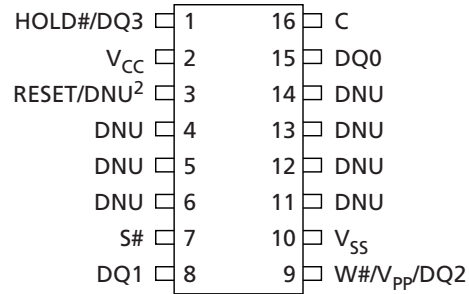 HOLD#/DQ3 1 16 C
VCC 2 15 DQ0
RESET/DNU2 3 14 DNU
DNU 4 13 DNU
DNU 5 12 DNU
DNU 6 11 DNU
S# 7 10 VSS
DQ1 8 9 W#/VPP/DQ2